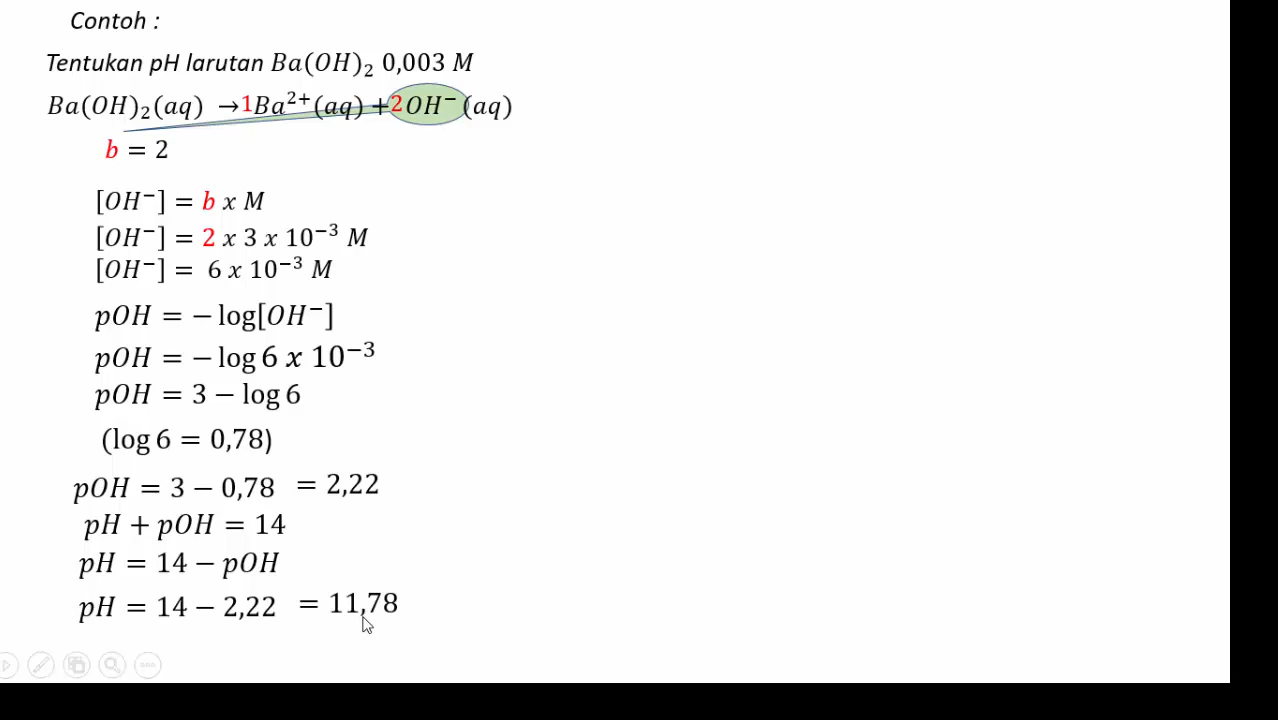 Contoh :
Tentukan pH larutan Ba(OH)₂ 0,003 M
Ba(OH)₂(aq) →1Ba²⁺(aq) +2OH⁻(aq)
b = 2
[OH⁻] = b x M
[OH⁻] = 2 x 3 x 10⁻³ M
[OH⁻] = 6 x 10⁻³ M
pOH = − log[OH⁻]
pOH = − log 6 x 10⁻³
pOH = 3 − log 6
(log 6 = 0,78)
pOH = 3 − 0,78 = 2,22
pH + pOH = 14
pH = 14 − pOH
pH = 14 − 2,22 = 11,78